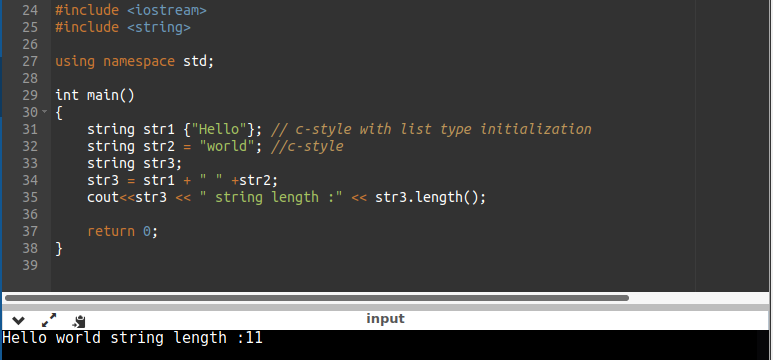 24 #include <iostream>
25 #include <string>
26
27 using namespace std;
28
29 int main()
30 {
31 string str1 {"Hello"}; // c-style with list type initialization
32 string str2 = "world"; //c-style
33 string str3;
34 str3 = str1 + " " +str2;
35 cout<<str3 << " string length :" << str3.length();
36
37 return 0;
38 }
39
input
Hello world string length :11